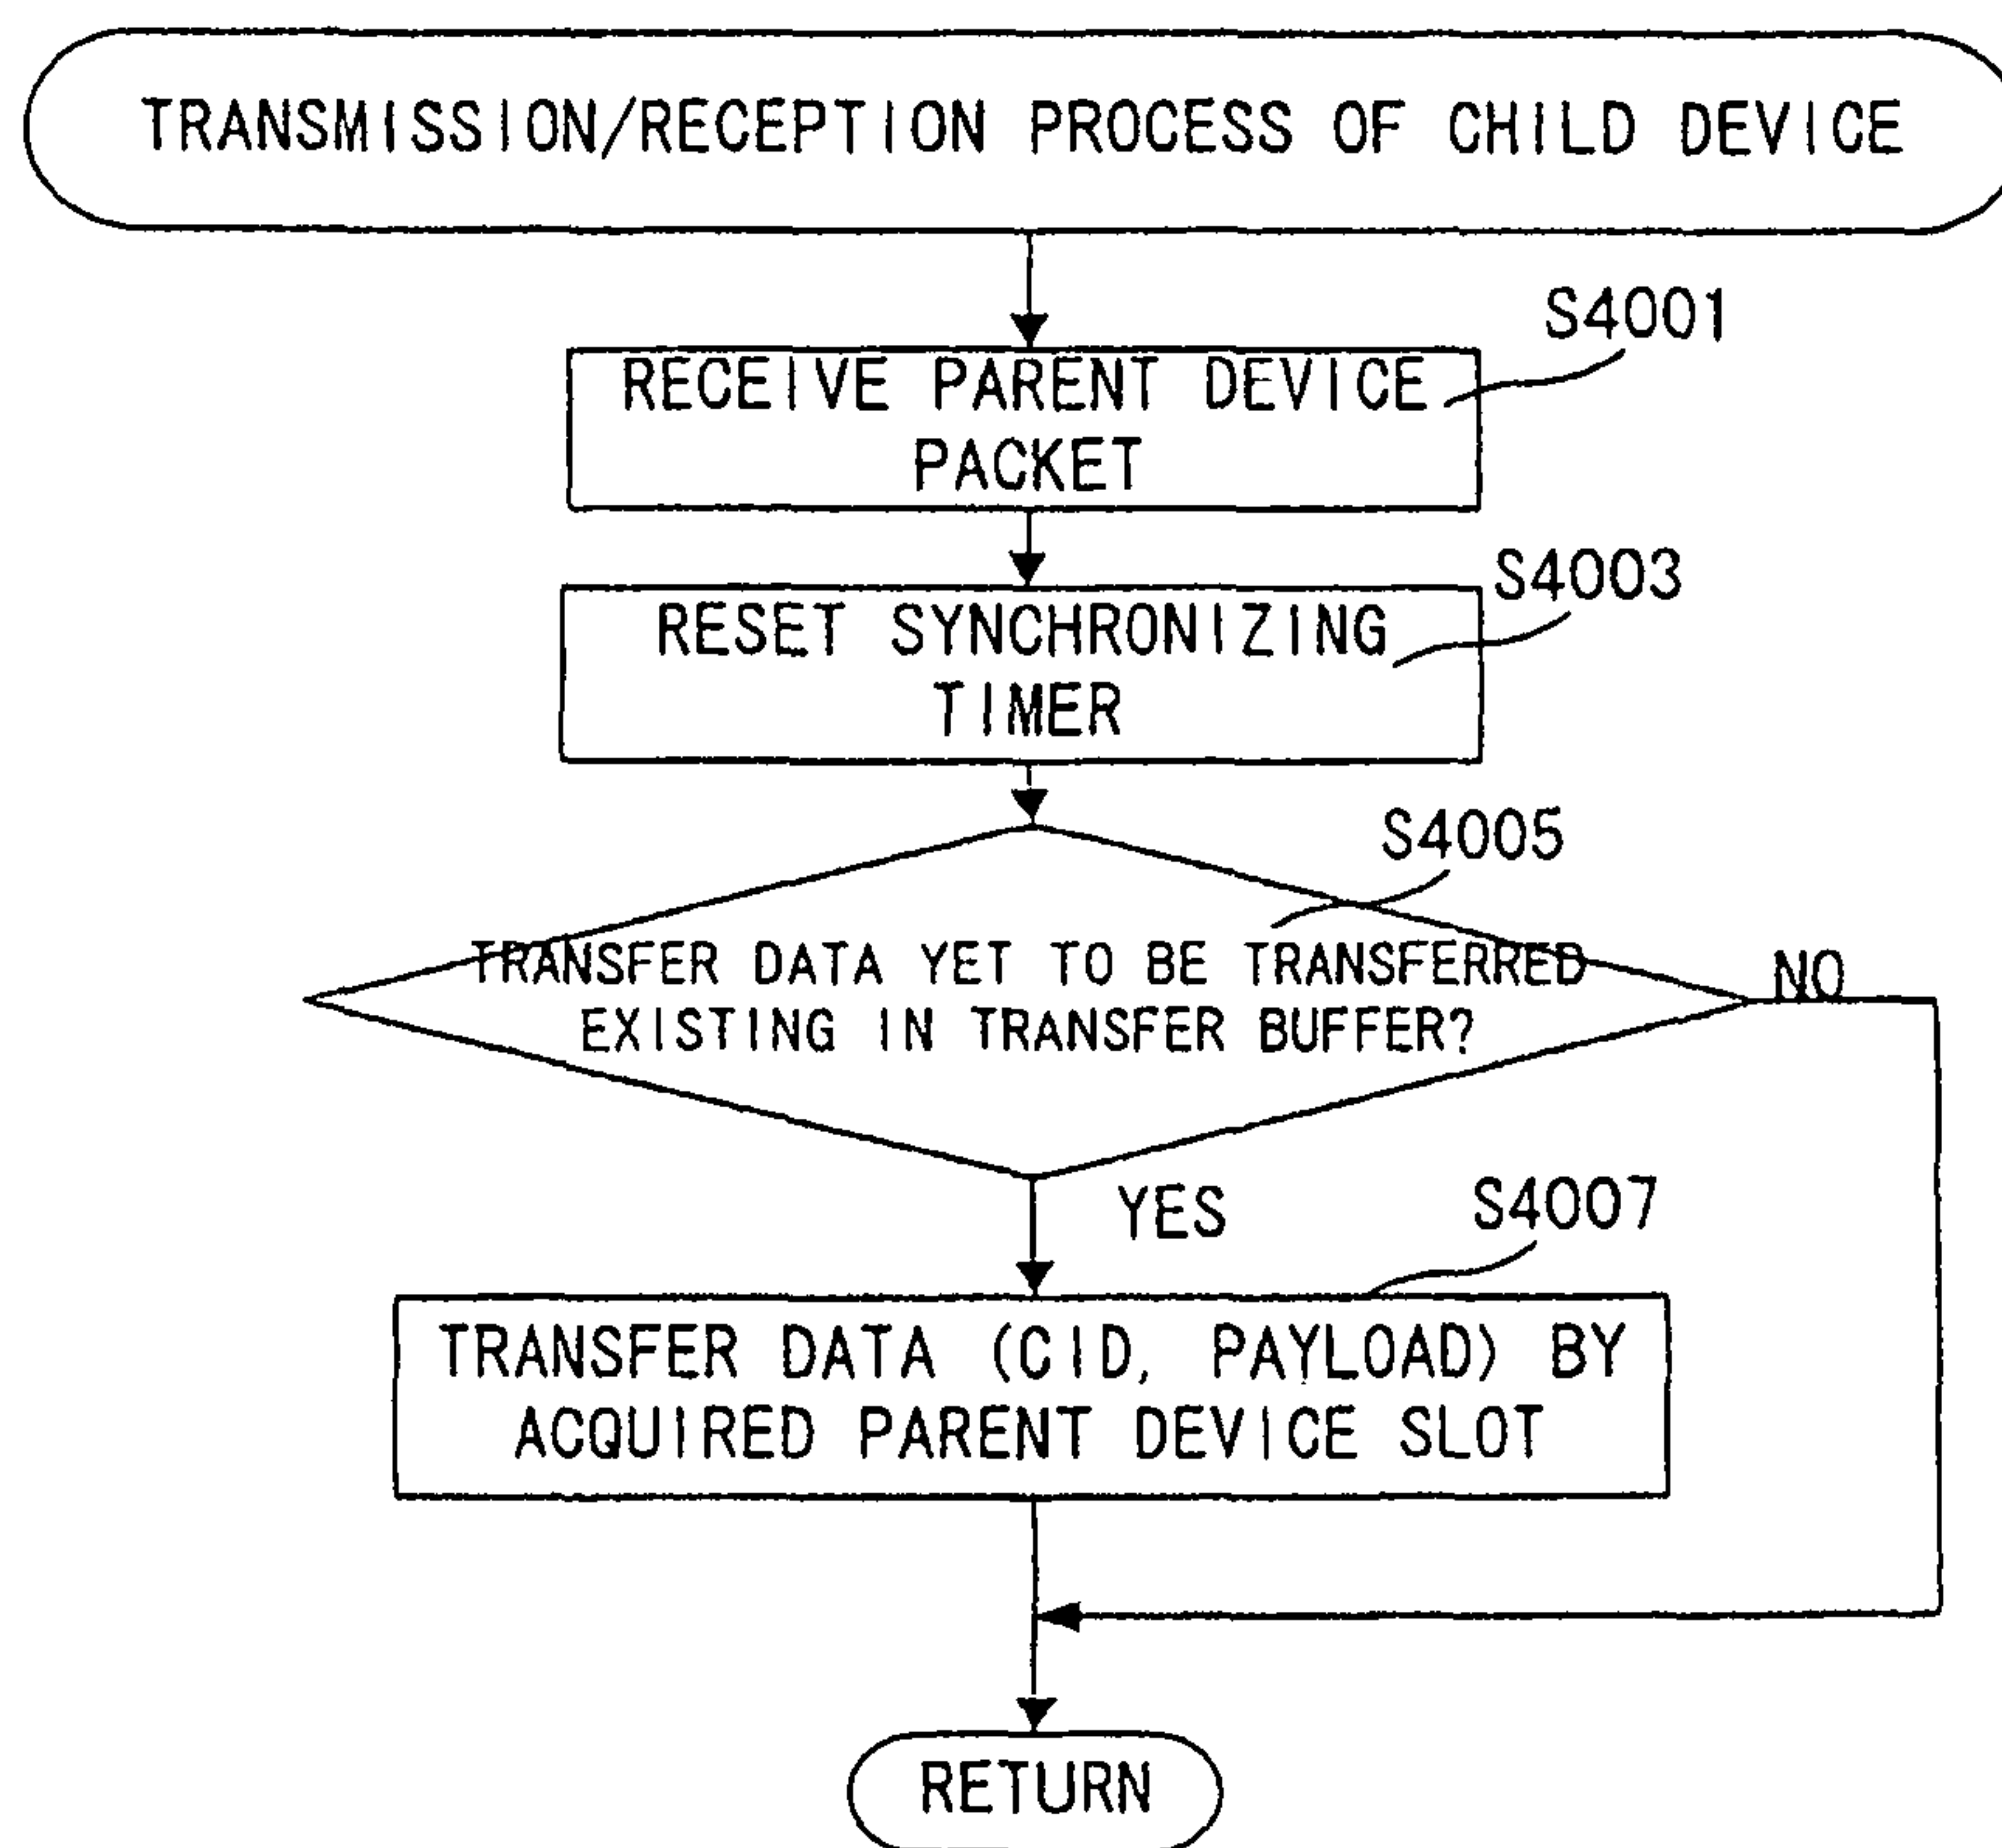 TRANSMISSION/RECEPTION PROCESS OF CHILD DEVICE
S4001
RECEIVE PARENT DEVICE
PACKET
S4003
RESET SYNCHRONIZING
TIMER
S4005
TRANSFER DATA YET TO BE TRANSFERRED
EXISTING IN TRANSFER BUFFER?
NO
YES
S4007
TRANSFER DATA (CID, PAYLOAD) BY
ACQUIRED PARENT DEVICE SLOT
RETURN